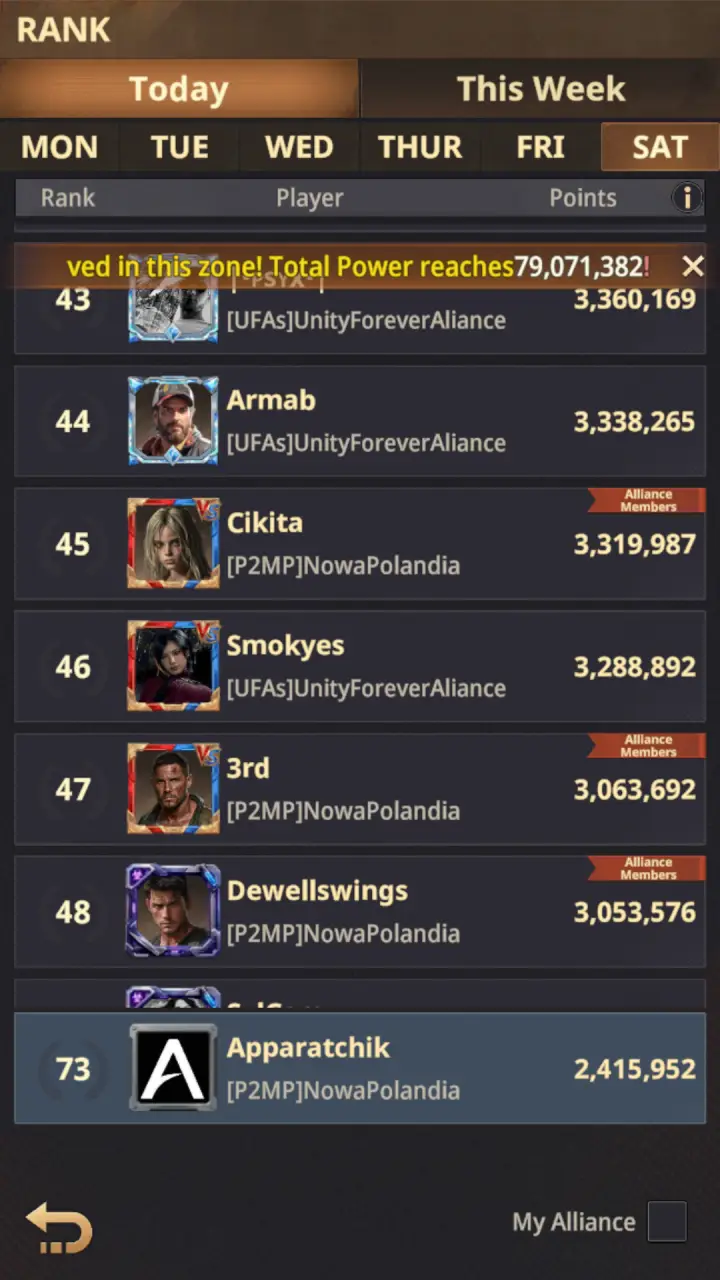 RANK
Today
This Week
MON TUE WED THUR FRI SAT
Rank Player Points i
ved in this zone! Total Power reaches79,071,382!
43
3,360,169
[UFAs]UnityForeverAliance
44
Armab
3,338,265
[UFAs]UnityForeverAliance
Alliance
Members
45
Cikita
3,319,987
[P2MP]NowaPolandia
46
Smokyes
3,288,892
[UFAs]UnityForeverAliance
Alliance
Members
47
3rd
3,063,692
[P2MP]NowaPolandia
Alliance
Members
48
Dewellswings
3,053,576
[P2MP]NowaPolandia
73
Apparatchik
2,415,952
[P2MP]NowaPolandia
My Alliance